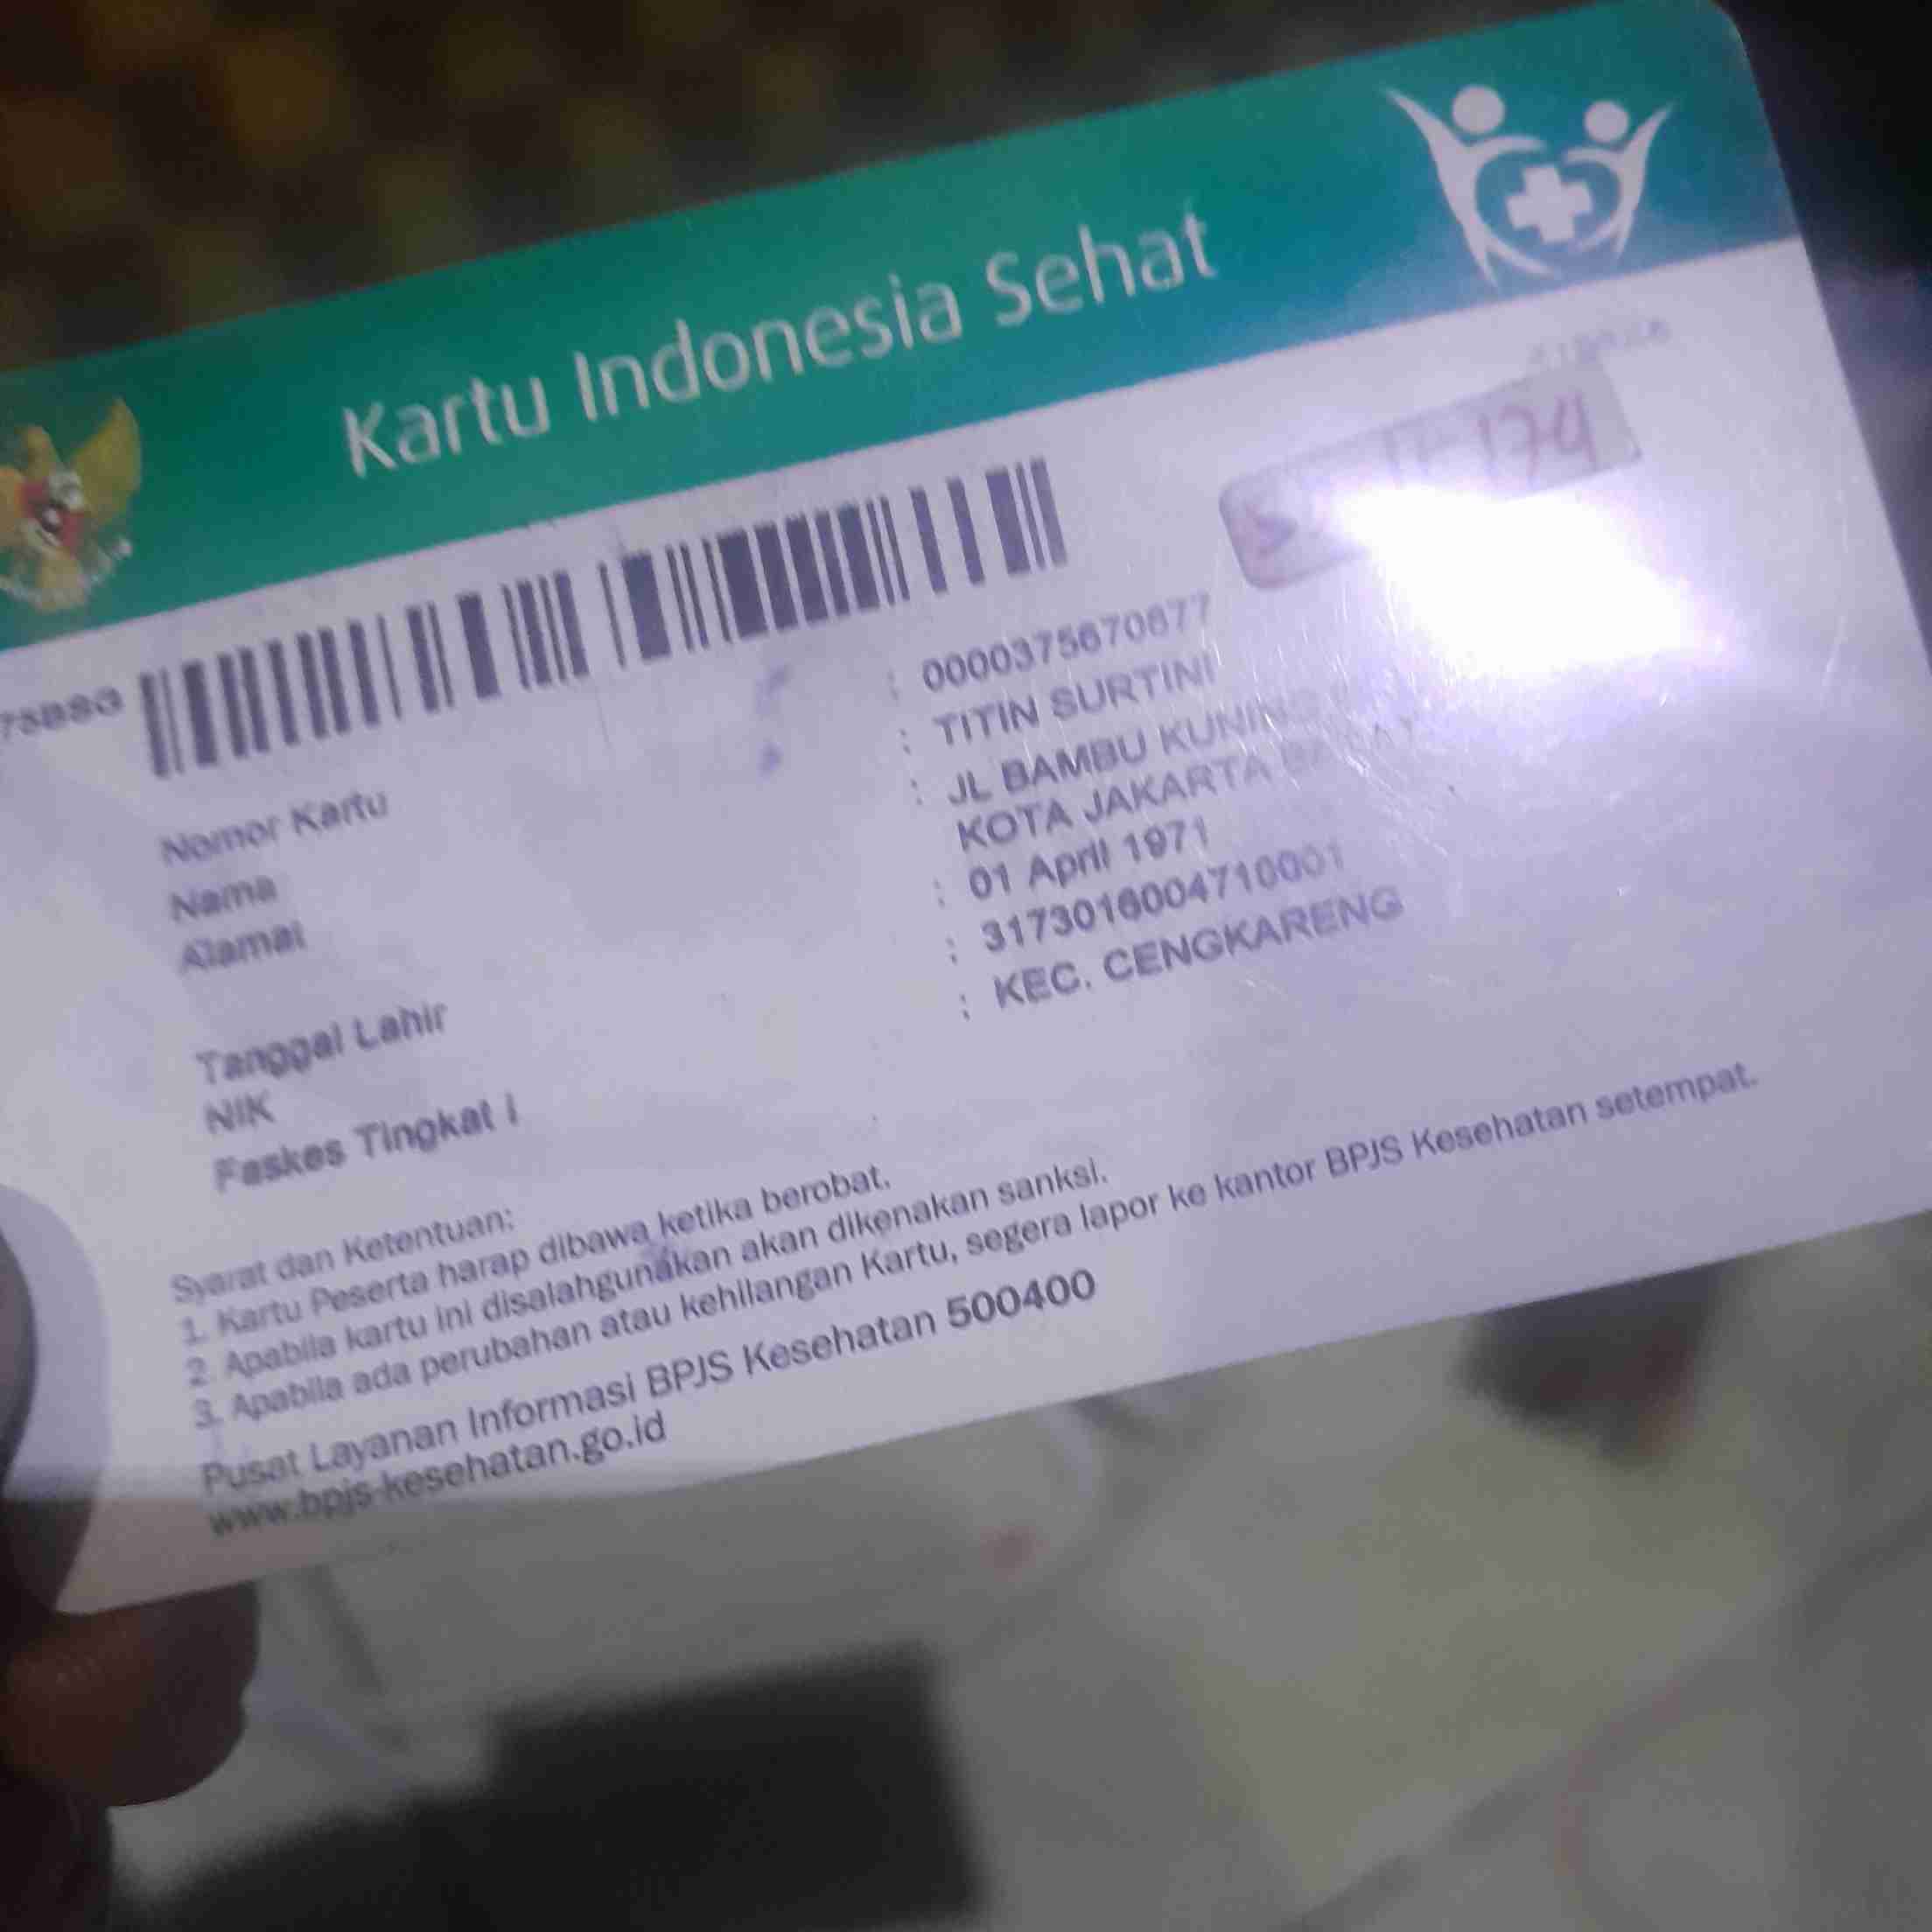 Kartu Indonesia Sehat
174
Nomor Kartu : 0000375670677
Nama : TITIN SURTINI
Alamat : JL BAMBU KUNING
KOTA JAKARTA BARAT
Tanggal Lahir : 01 April 1971
NIK : 3173016004710001
Faskes Tingkat I : KEC. CENGKARENG
Syarat dan Ketentuan:
1. Kartu Peserta harap dibawa ketika berobat.
2. Apabila kartu ini disalahgunakan akan dikenakan sanksi.
3. Apabila ada perubahan atau kehilangan Kartu, segera lapor ke kantor BPJS Kesehatan setempat.
Pusat Layanan Informasi BPJS Kesehatan 500400
www.bpjs-kesehatan.go.id